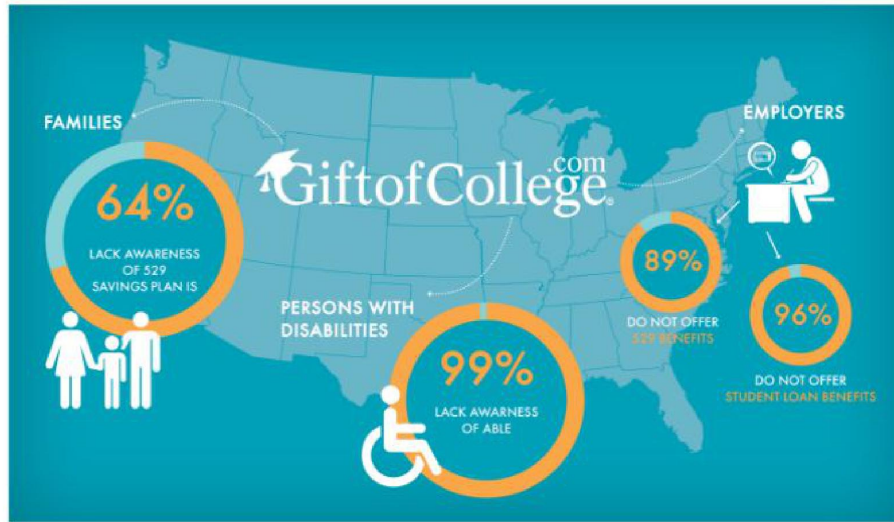 FAMILIES
64%
LACK AWARENESS
OF 529
SAVINGS PLAN IS
GiftofCollege.com®
PERSONS WITH
DISABILITIES
99%
LACK AWARNESS
OF ABLE
EMPLOYERS
89%
DO NOT OFFER
529 BENEFITS
96%
DO NOT OFFER
STUDENT LOAN BENEFITS